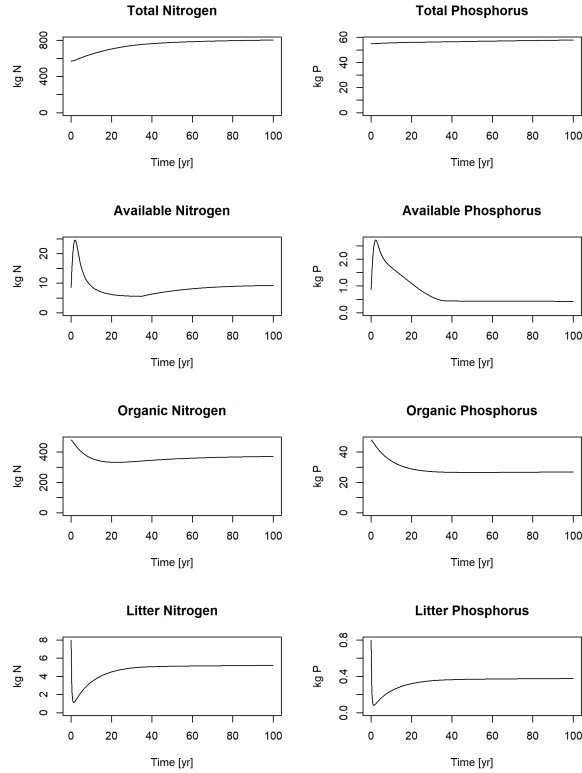 Total Nitrogen
kg N
0 400 800
0 20 40 60 80 100
Time [yr]
Total Phosphorus
kg P
0 20 40 60
0 20 40 60 80 100
Time [yr]
Available Nitrogen
kg N
0 10 20
0 20 40 60 80 100
Time [yr]
Available Phosphorus
kg P
0.0 1.0 2.0
0 20 40 60 80 100
Time [yr]
Organic Nitrogen
kg N
0 200 400
0 20 40 60 80 100
Time [yr]
Organic Phosphorus
kg P
0 20 40
0 20 40 60 80 100
Time [yr]
Litter Nitrogen
kg N
0 2 4 6 8
0 20 40 60 80 100
Time [yr]
Litter Phosphorus
kg P
0.0 0.4 0.8
0 20 40 60 80 100
Time [yr]